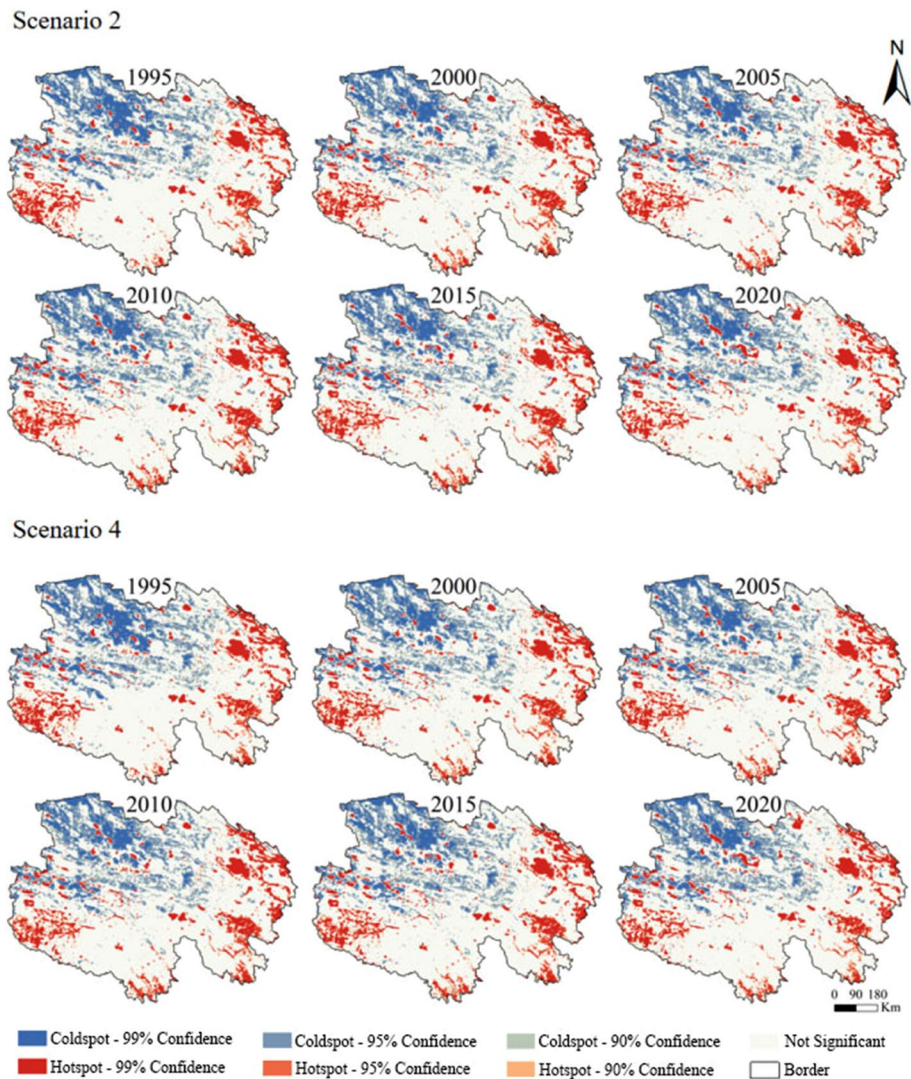 Scenario 2
N
1995 2000 2005
2010 2015 2020
Scenario 4
1995 2000 2005
2010 2015 2020
0 90 180
Km
Coldspot - 99% Confidence Coldspot - 95% Confidence Coldspot - 90% Confidence Not Significant
Hotspot - 99% Confidence Hotspot - 95% Confidence Hotspot - 90% Confidence Border